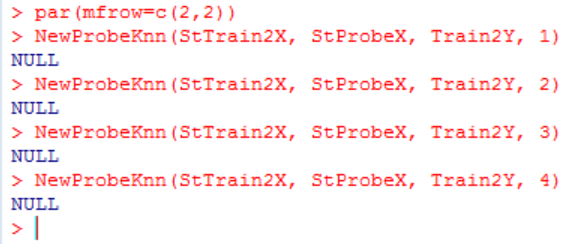 > par(mfrow=c(2,2))
> NewProbeKnn(StTrain2X, StProbeX, Train2Y, 1)
NULL
> NewProbeKnn(StTrain2X, StProbeX, Train2Y, 2)
NULL
> NewProbeKnn(StTrain2X, StProbeX, Train2Y, 3)
NULL
> NewProbeKnn(StTrain2X, StProbeX, Train2Y, 4)
NULL
>